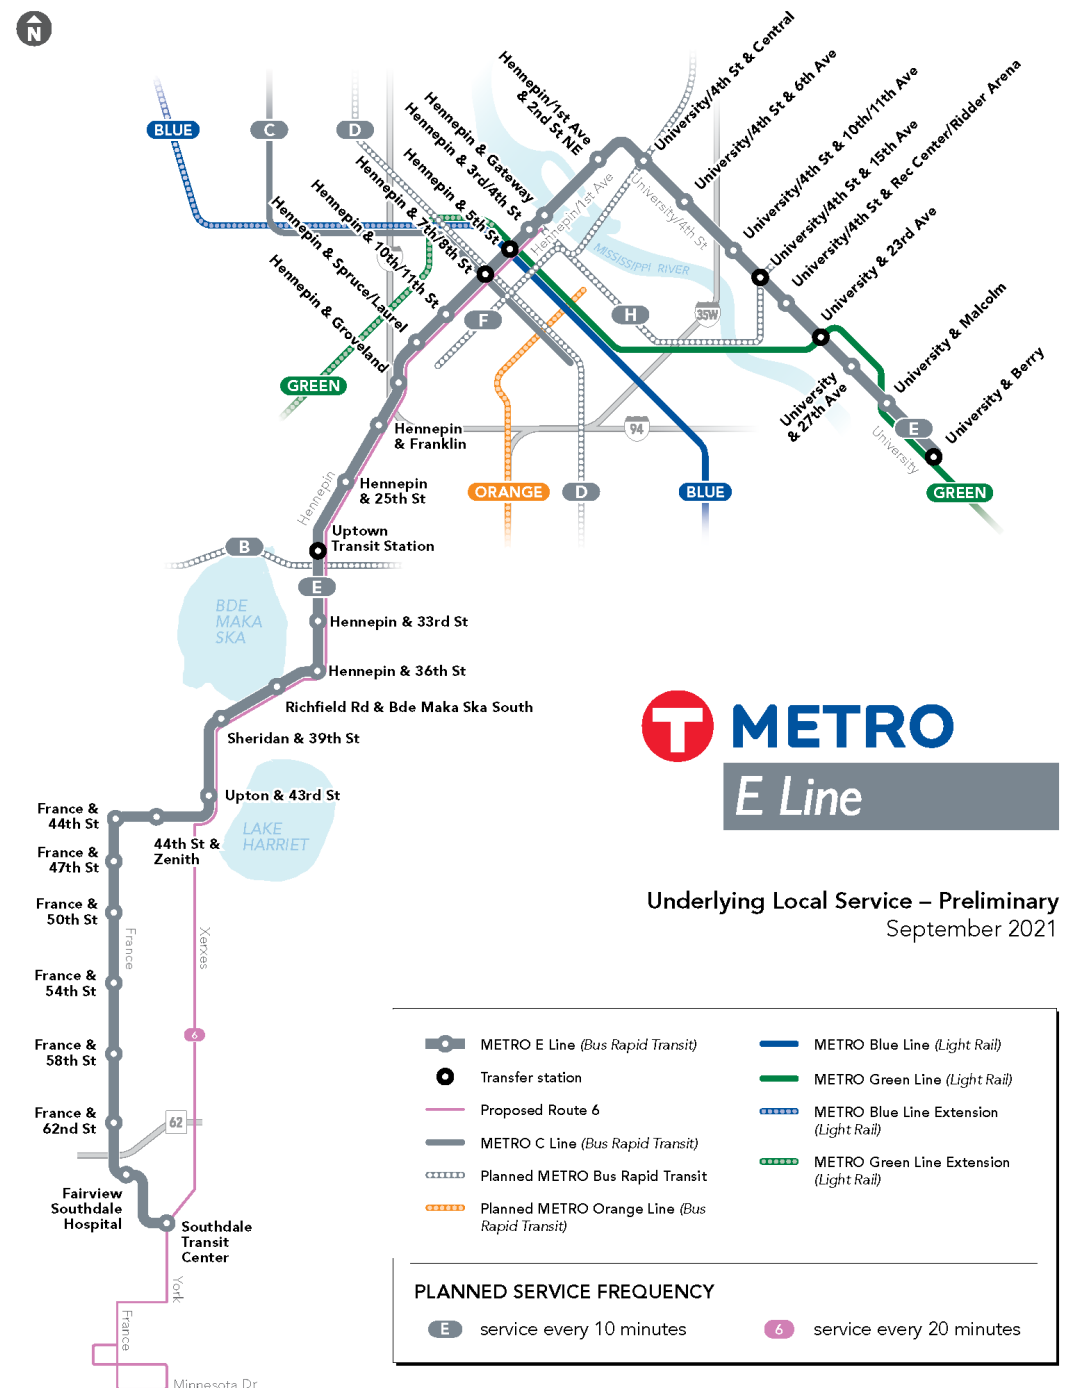 N
BLUE
C
D
Hennepin/1st Ave
& 2nd St NE
Hennepin & Gateway
Hennepin & 3rd/4th St
Hennepin & 5th St
Hennepin & 7th/8th St
Hennepin & 10th/11th St
Hennepin & Spruce/Laurel
Hennepin & Groveland
University/4th St & Central
University/4th St & 6th Ave
University/4th St & 10th/11th Ave
University/4th St & 15th Ave
University/4th St & Rec Center/Ridder Arena
University & 23rd Ave
University & Malcolm
University & Berry
University
& 27th Ave
Hennepin/1st Ave
University/4th St
MISSISSIPPI RIVER
F
H
35W
94
GREEN
E
University
ORANGE
D
BLUE
GREEN
Hennepin
& Franklin
Hennepin
& 25th St
Hennepin
Uptown
Transit Station
B
E
BDE
MAKA
SKA
Hennepin & 33rd St
Hennepin & 36th St
Richfield Rd & Bde Maka Ska South
Sheridan & 39th St
Upton & 43rd St
LAKE
HARRIET
France &
44th St
44th St &
Zenith
France &
47th St
France &
50th St
France
Xerxes
France &
54th St
6
France &
58th St
France &
62nd St
62
Fairview
Southdale
Hospital
Southdale
Transit
Center
York
France
Minnesota Dr
T METRO
E Line
Underlying Local Service – Preliminary
September 2021
METRO E Line (Bus Rapid Transit)
Transfer station
Proposed Route 6
METRO C Line (Bus Rapid Transit)
Planned METRO Bus Rapid Transit
Planned METRO Orange Line (Bus
Rapid Transit)
METRO Blue Line (Light Rail)
METRO Green Line (Light Rail)
METRO Blue Line Extension
(Light Rail)
METRO Green Line Extension
(Light Rail)
PLANNED SERVICE FREQUENCY
E service every 10 minutes
6 service every 20 minutes